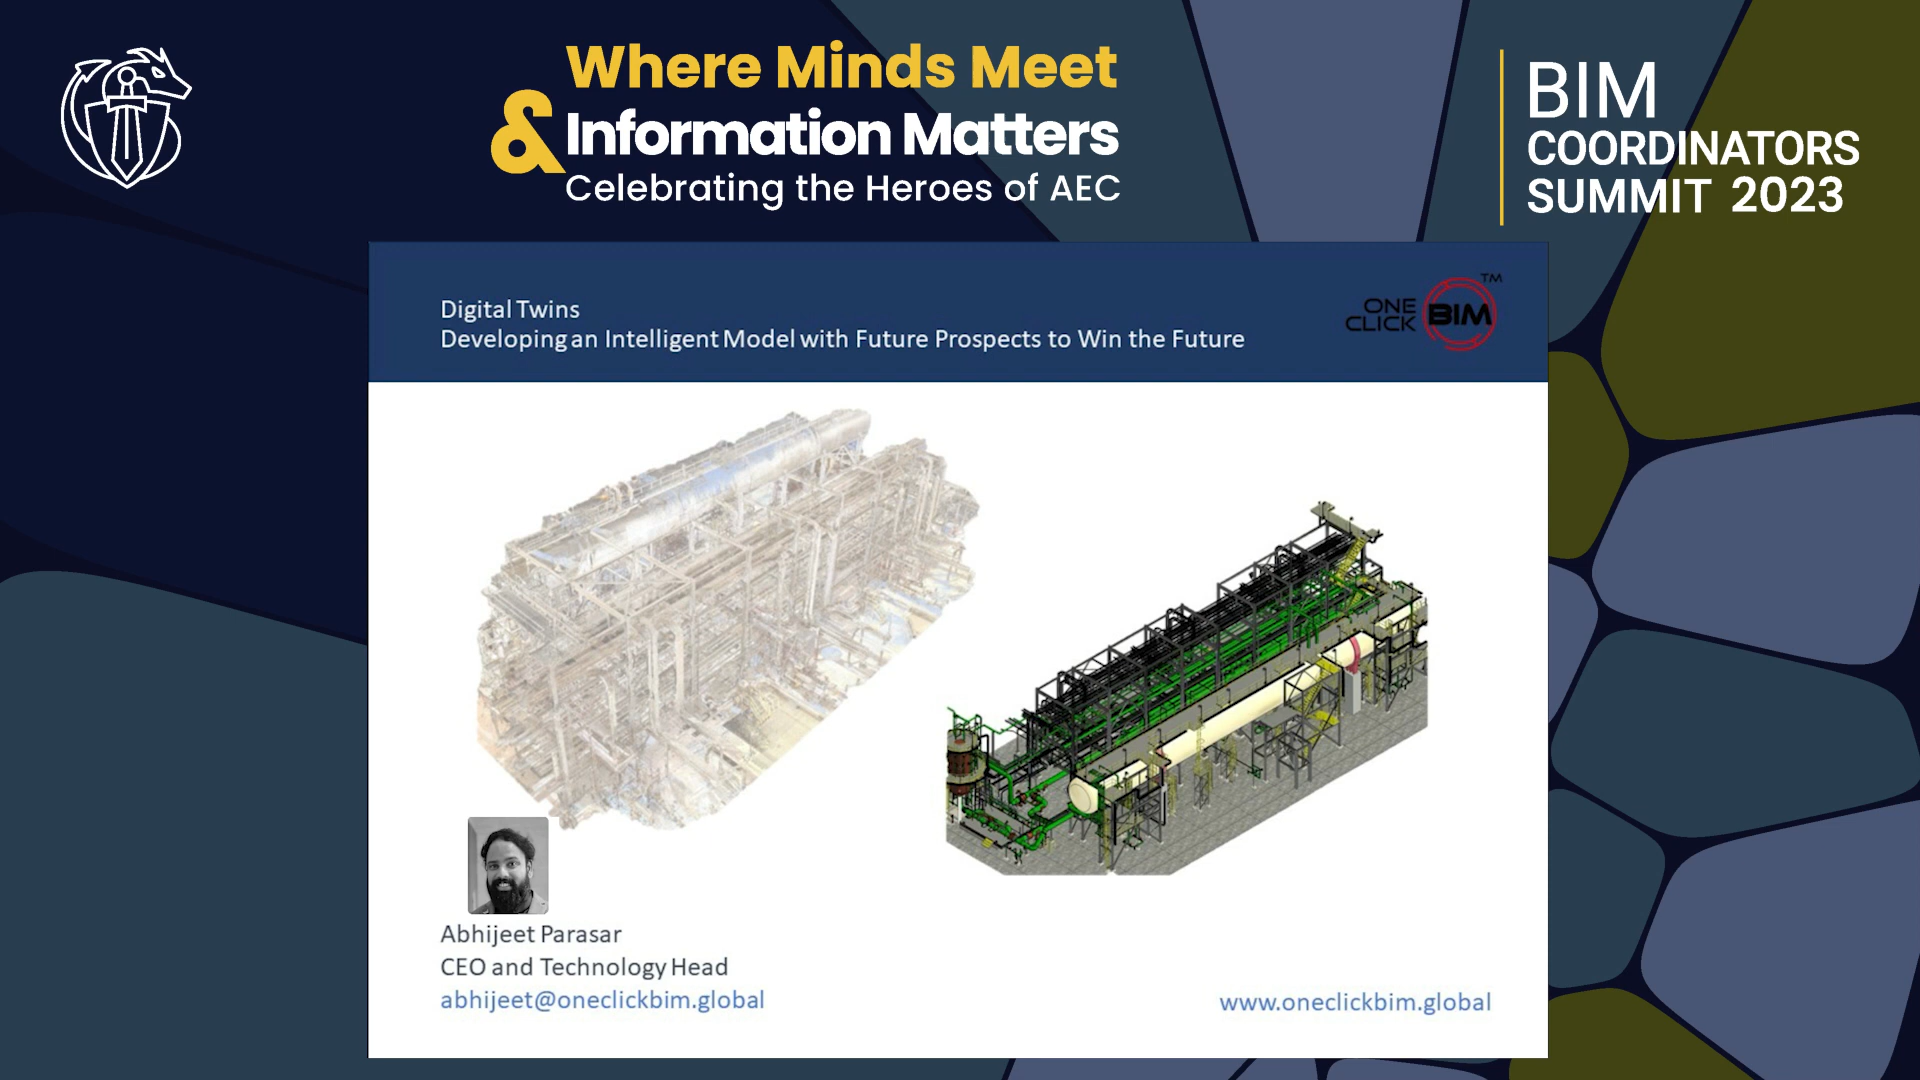 Where Minds Meet
& Information Matters
Celebrating the Heroes of AEC
BIM
COORDINATORS
SUMMIT 2023
Digital Twins
Developing an Intelligent Model with Future Prospects to Win the Future
ONE
CLICK
BIM
TM
Abhijeet Parasar
CEO and Technology Head
abhijeet@oneclickbim.global
www.oneclickbim.global